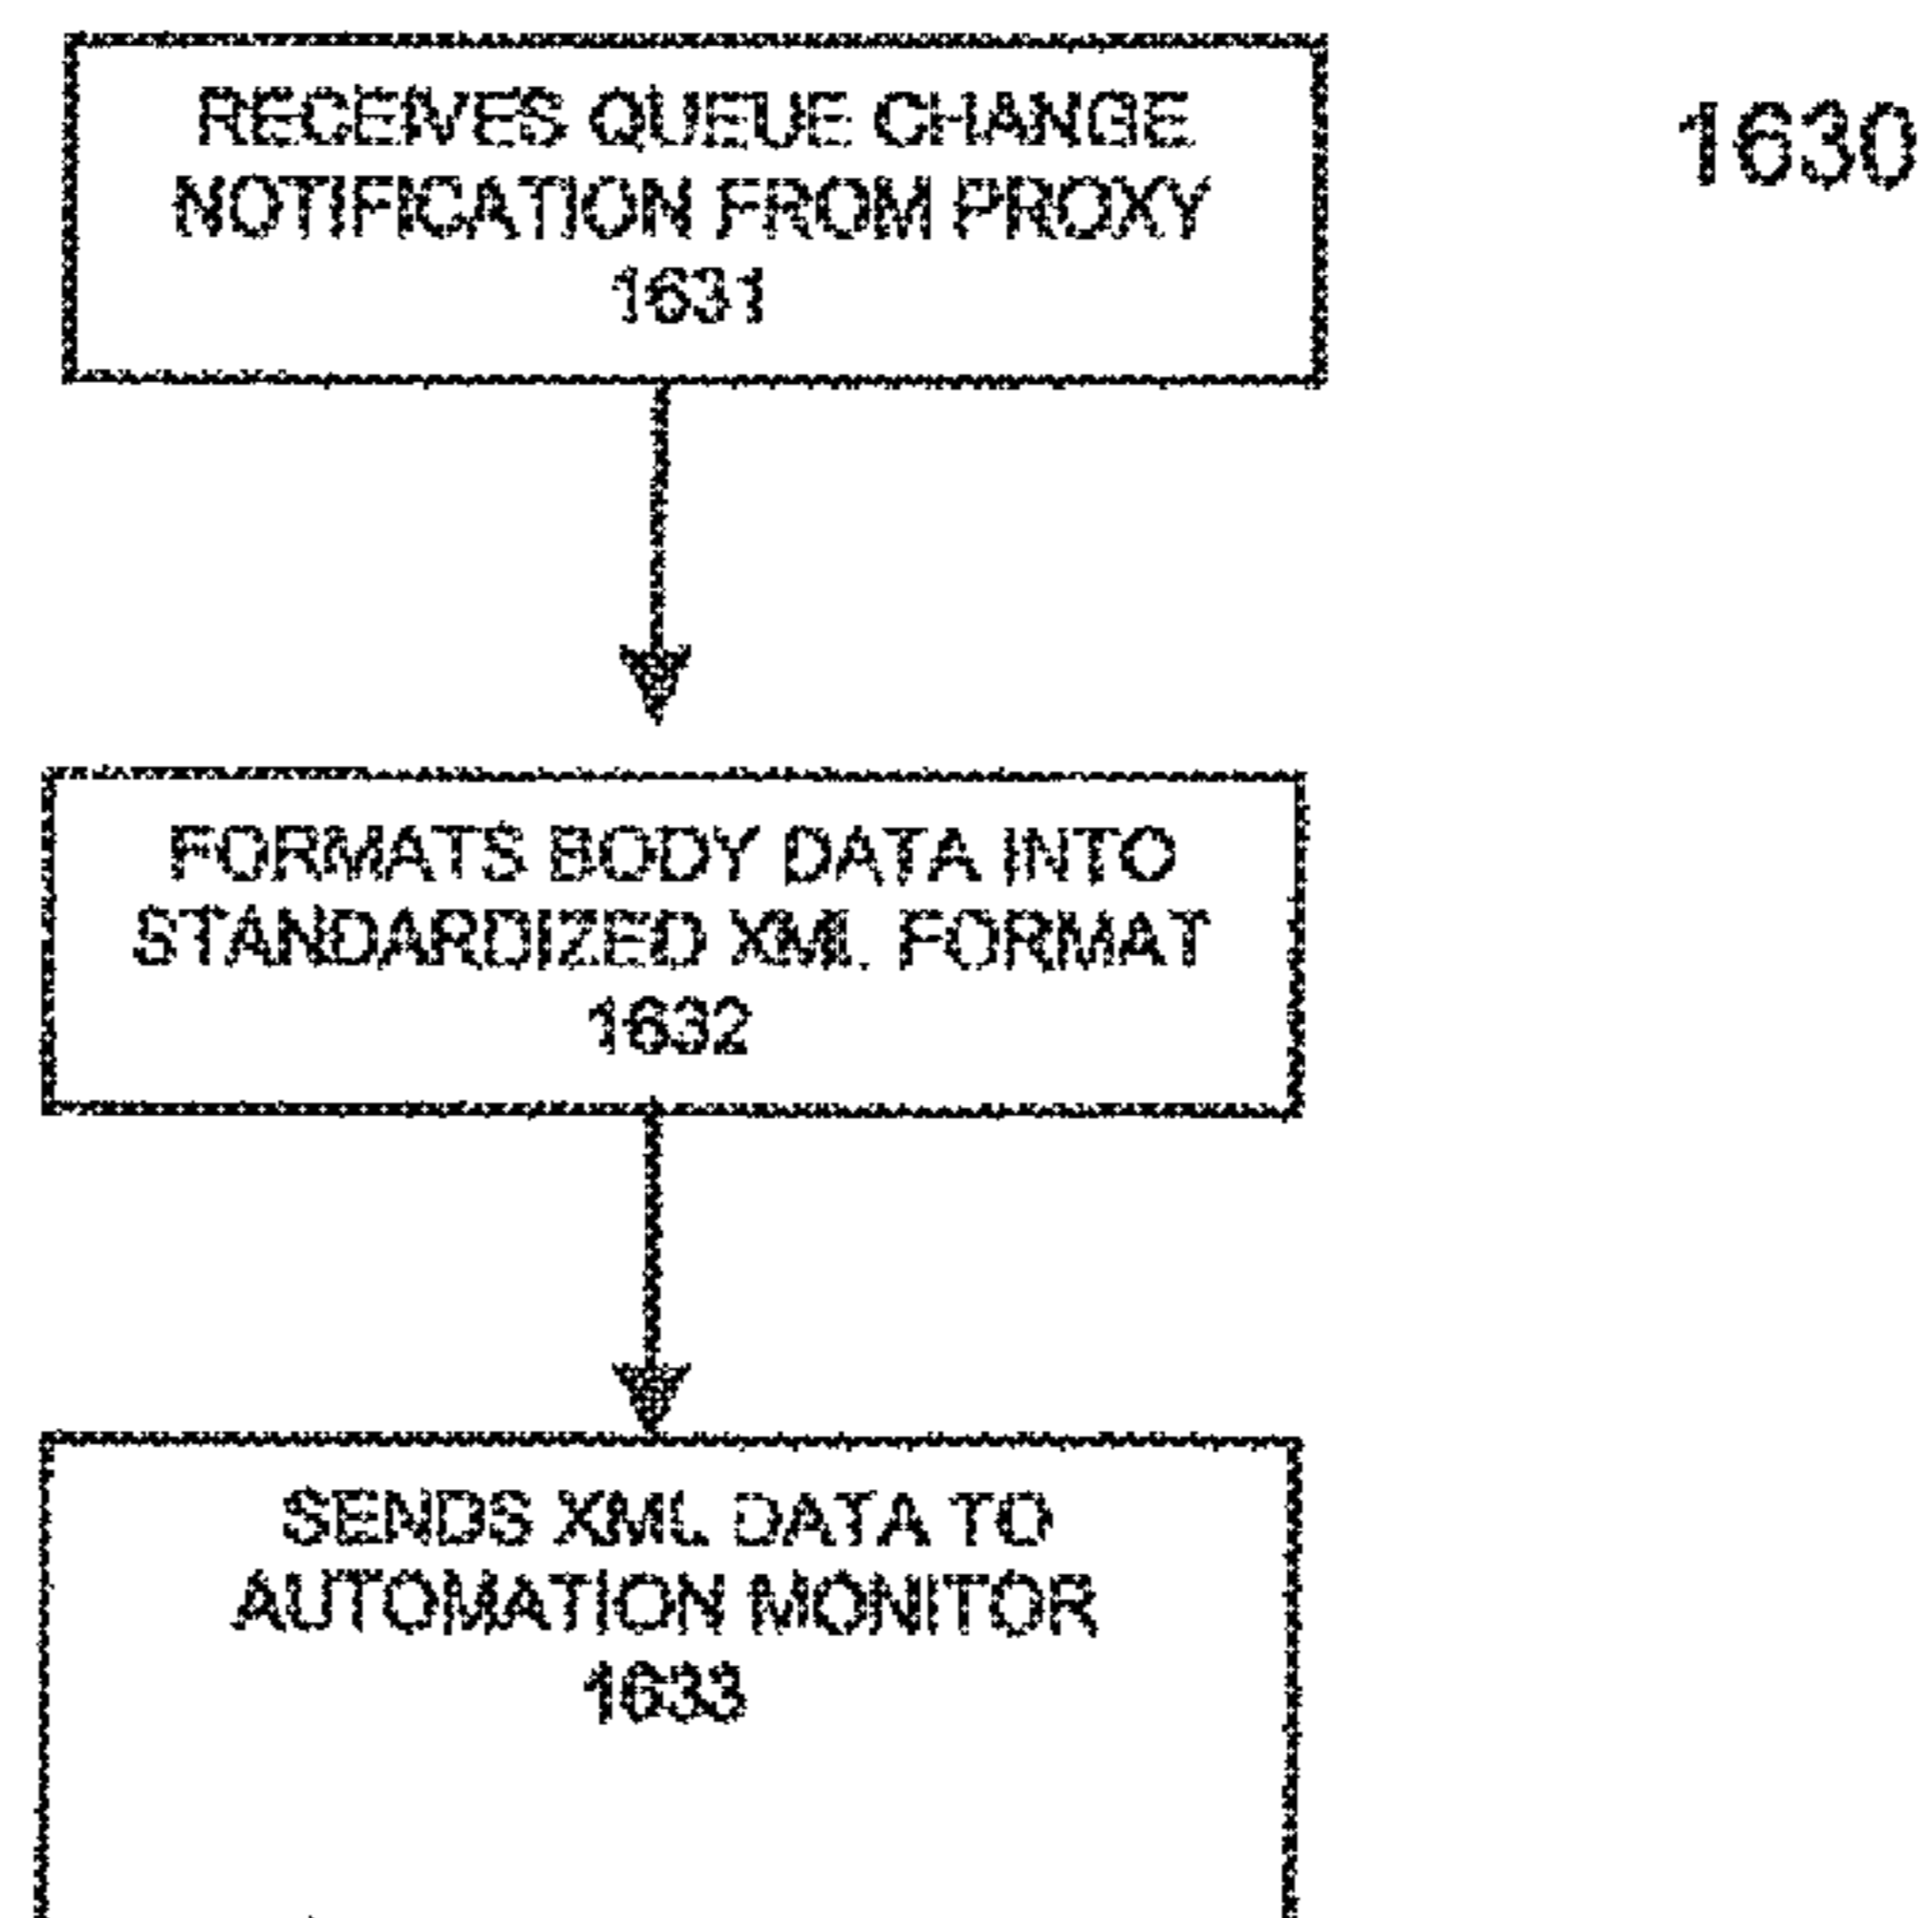 RECEIVES QUEUE CHANGE
NOTIFICATION FROM PROXY
1631
1630
FORMATS BODY DATA INTO
STANDARDIZED XML FORMAT
1632
SENDS XML DATA TO
AUTOMATION MONITOR
1633